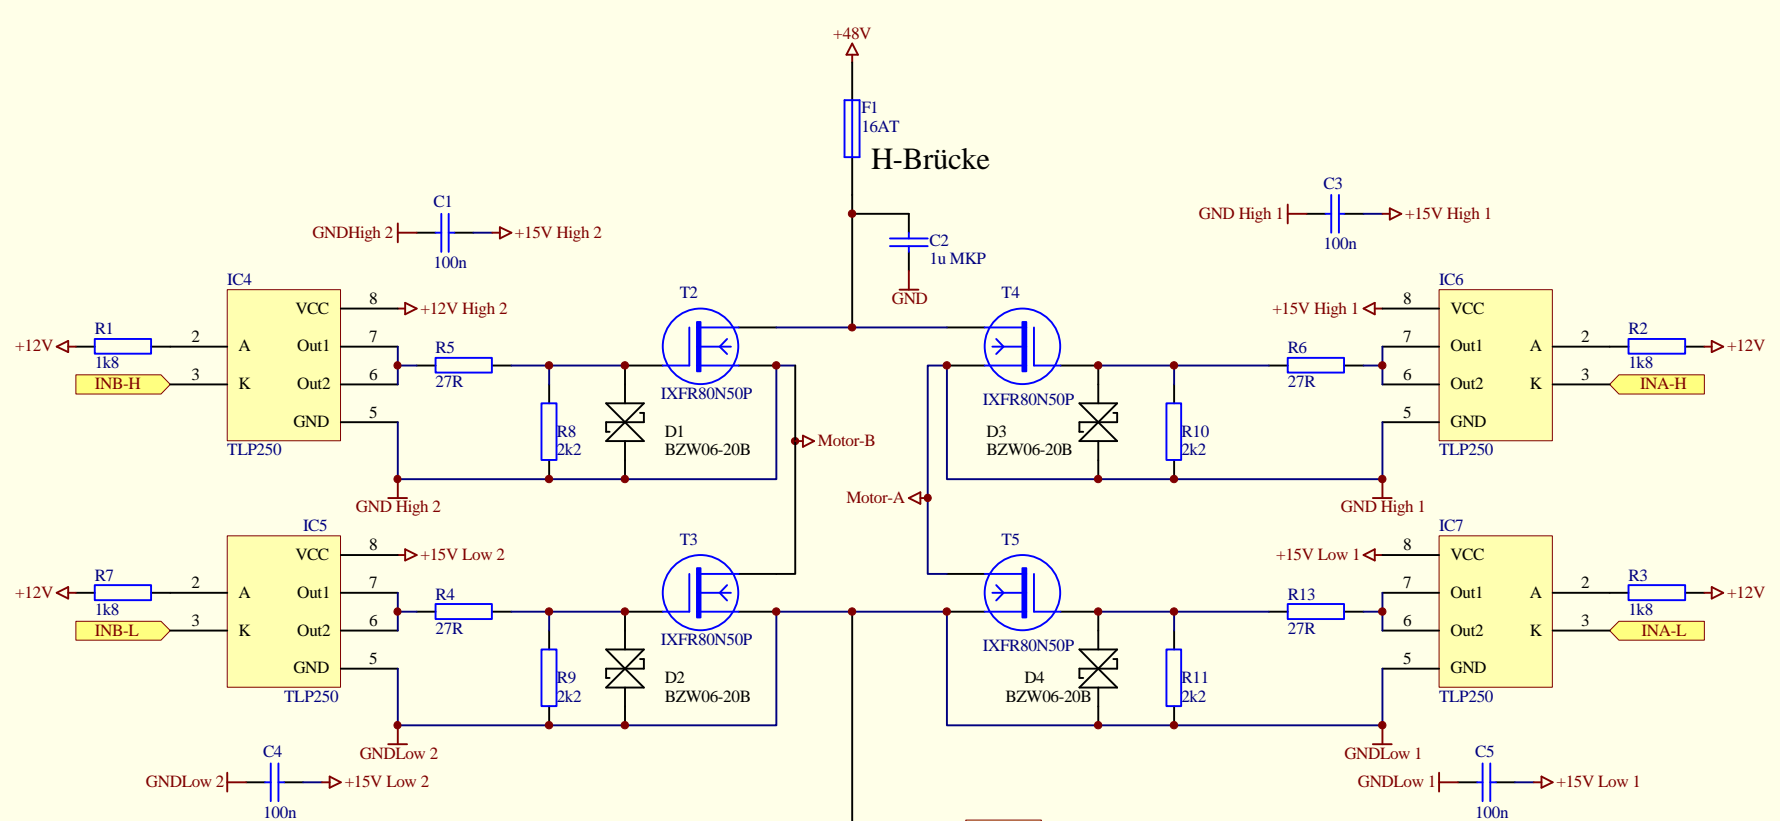 +48V
F1
16AT
H-Brücke
C1
GNDHigh 2
+15V High 2
100n
C3
GND High 1
+15V High 1
100n
C2
1u MKP
GND
IC4
VCC
8
+12V High 2
R1
+12V
1k8
2
A
Out1
7
INB-H
3
K
Out2
6
GND
5
TLP250
R5
27R
R8
2k2
D1
BZW06-20B
T2
IXFR80N50P
Motor-B
GND High 2
T4
IXFR80N50P
D3
BZW06-20B
R10
2k2
R6
27R
Motor-A
GND High 1
IC6
+15V High 1
8
VCC
7
Out1
A
2
R2
1k8
+12V
6
Out2
K
3
INA-H
5
GND
TLP250
IC5
VCC
8
+15V Low 2
R7
+12V
1k8
2
A
Out1
7
INB-L
3
K
Out2
6
GND
5
TLP250
R4
27R
R9
2k2
D2
BZW06-20B
T3
IXFR80N50P
GNDLow 2
T5
IXFR80N50P
D4
BZW06-20B
R11
2k2
R13
27R
GNDLow 1
IC7
+15V Low 1
8
VCC
7
Out1
A
2
R3
1k8
+12V
6
Out2
K
3
INA-L
5
GND
TLP250
C4
GNDLow 2
+15V Low 2
100n
C5
GNDLow 1
+15V Low 1
100n